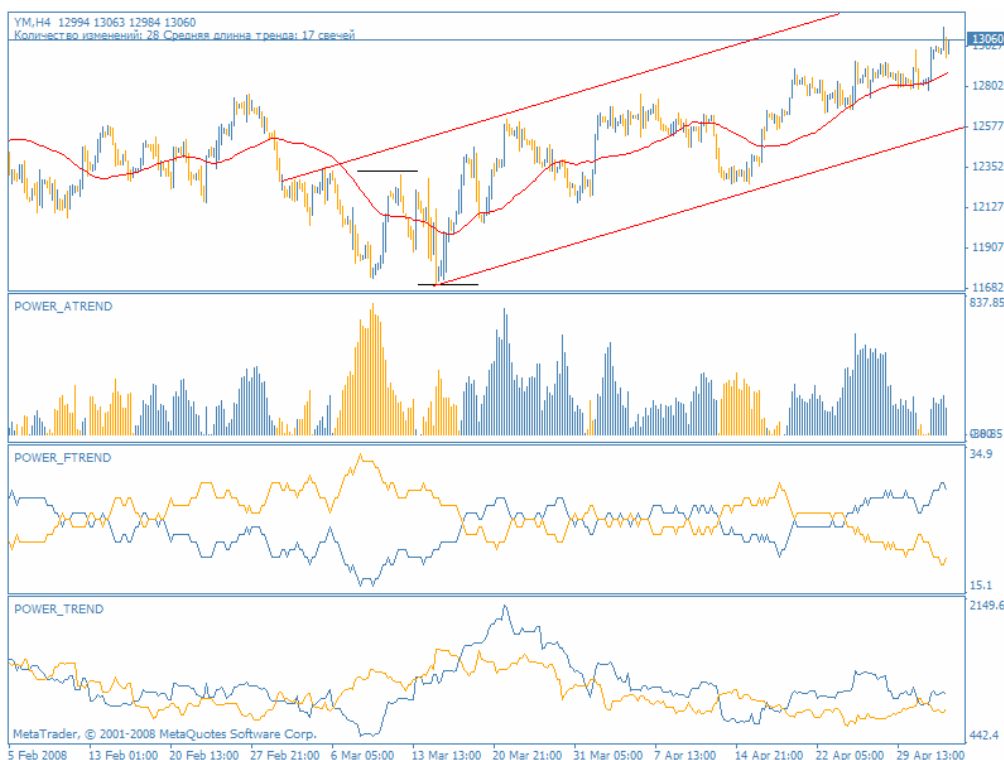 YM,H4 12994 13063 12984 13060
Количество изменений: 28 Средняя длинна тренда: 17 свечей
13060
12802
12577
12352
12127
11907
11682
POWER_ATREND
837.85
POWER_FTREND
34.9
15.1
POWER_TREND
2149.6
442.4
MetaTrader, © 2001-2008 MetaQuotes Software Corp.
5 Feb 2008 13 Feb 01:00 20 Feb 13:00 27 Feb 21:00 6 Mar 05:00 13 Mar 13:00 20 Mar 21:00 31 Mar 05:00 7 Apr 13:00 14 Apr 21:00 22 Apr 05:00 29 Apr 13:00